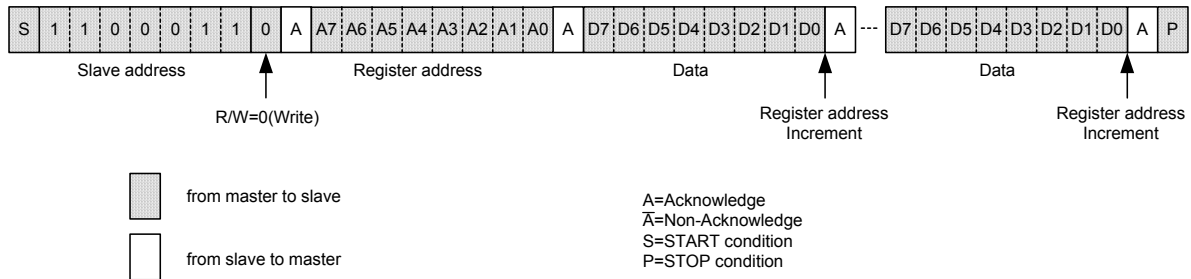 S 1 1 0 0 0 1 1 0 A A7 A6 A5 A4 A3 A2 A1 A0 A D7 D6 D5 D4 D3 D2 D1 D0 A --- D7 D6 D5 D4 D3 D2 D1 D0 A P
Slave address Register address Data Data
R/W=0(Write)
Register address
Increment
Register address
Increment
from master to slave
from slave to master
A=Acknowledge
A̅=Non-Acknowledge
S=START condition
P=STOP condition